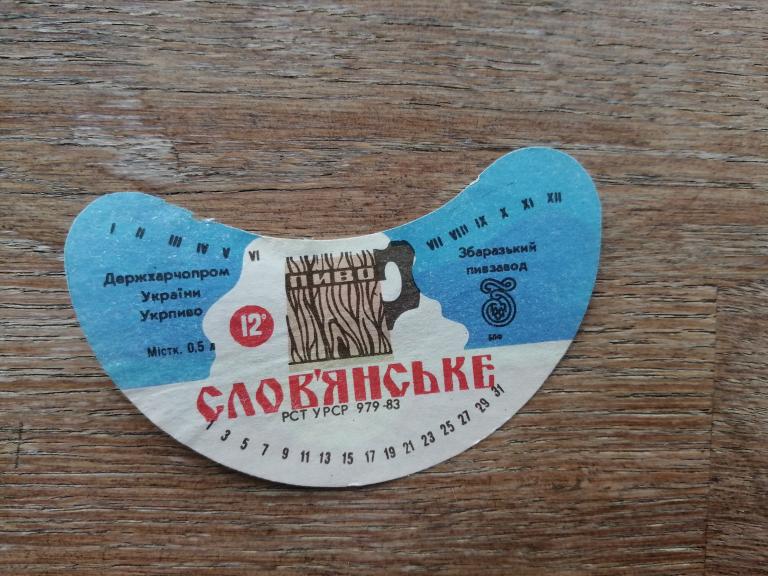 I II III IV V VI
VII VIII IX X XI XII
Держхарчопром
України
Укрпиво
Містк. 0,5 л
Збаразький
пивзавод
БПФ
ПИВО
12°
СЛОВ'ЯНСЬКЕ
РСТ УРСР 979-83
1 3 5 7 9 11 13 15 17 19 21 23 25 27 29 31